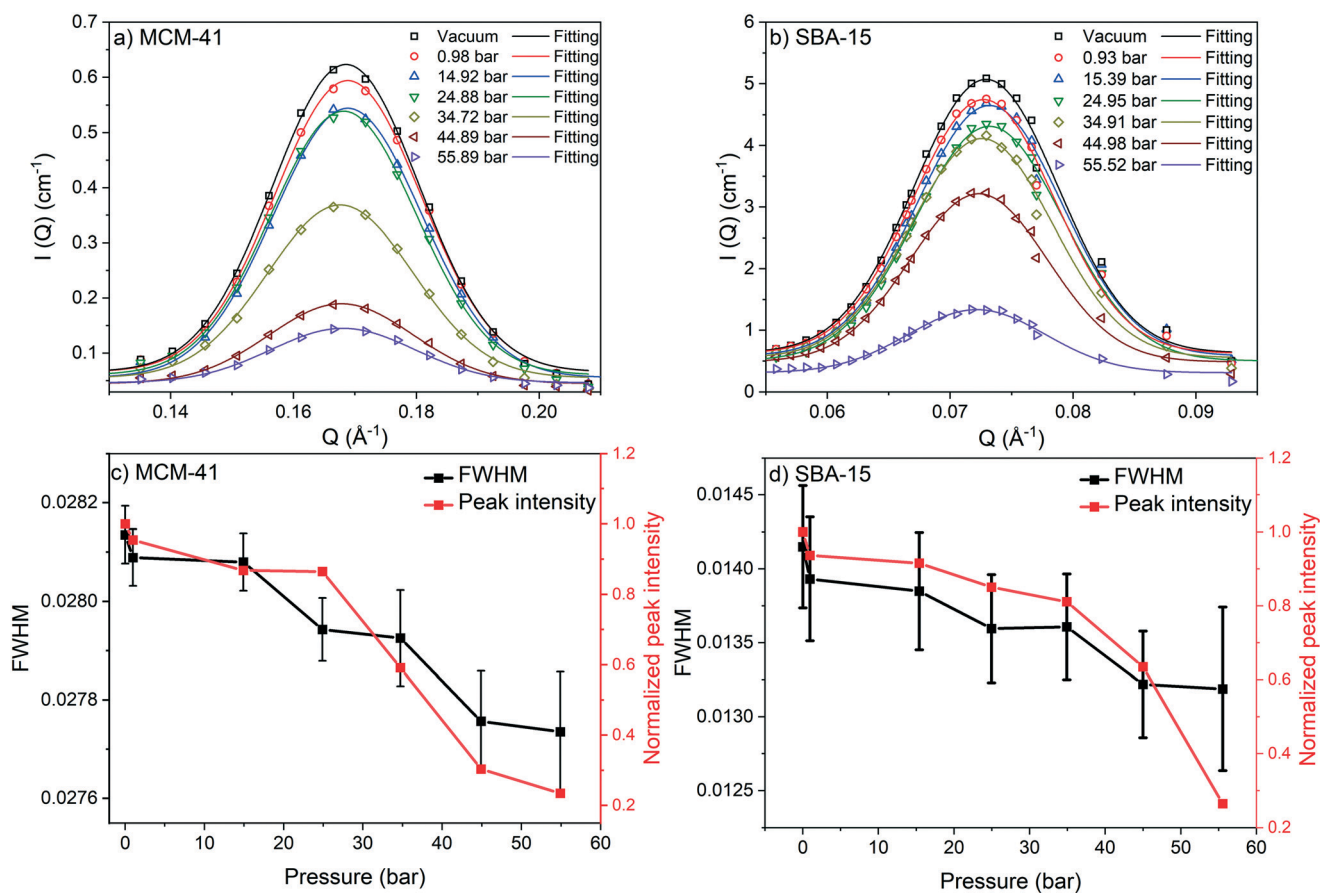 a) MCM-41
Vacuum Fitting
0.98 bar Fitting
14.92 bar Fitting
24.88 bar Fitting
34.72 bar Fitting
44.89 bar Fitting
55.89 bar Fitting
0.7
0.6
0.5
0.4
0.3
0.2
0.1
I (Q) (cm⁻¹)
0.14 0.16 0.18 0.20
Q (Å⁻¹)
b) SBA-15
Vacuum Fitting
0.93 bar Fitting
15.39 bar Fitting
24.95 bar Fitting
34.91 bar Fitting
44.98 bar Fitting
55.52 bar Fitting
6
5
4
3
2
1
0
I (Q) (cm⁻¹)
0.06 0.07 0.08 0.09
Q (Å⁻¹)
c) MCM-41
FWHM
Peak intensity
0.0282
0.0280
0.0278
0.0276
FWHM
1.2
1.0
0.8
0.6
0.4
0.2
Normalized peak intensity
0 10 20 30 40 50 60
Pressure (bar)
d) SBA-15
FWHM
Peak intensity
0.0145
0.0140
0.0135
0.0130
0.0125
FWHM
1.2
1.0
0.8
0.6
0.4
0.2
Normalized peak intensity
0 10 20 30 40 50 60
Pressure (bar)